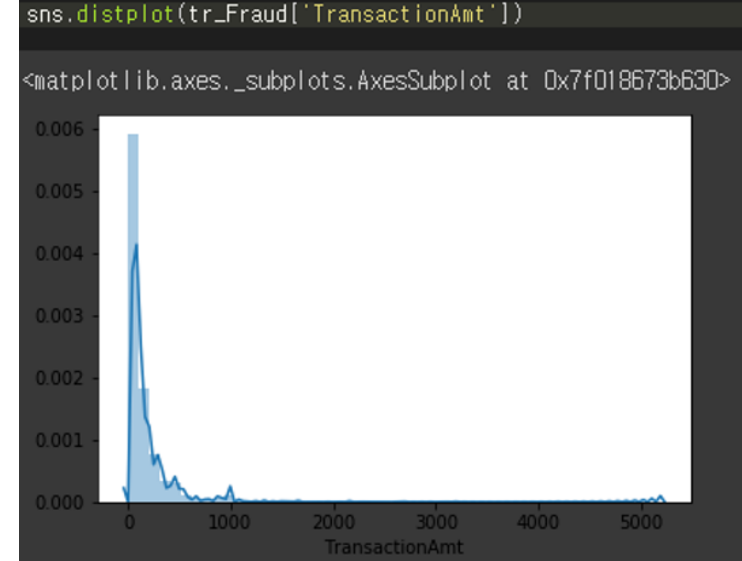 sns.distplot(tr_Fraud['TransactionAmt'])
<matplotlib.axes._subplots.AxesSubplot at 0x7f018673b630>
0.006
0.005
0.004
0.003
0.002
0.001
0.000
0 1000 2000 3000 4000 5000
TransactionAmt